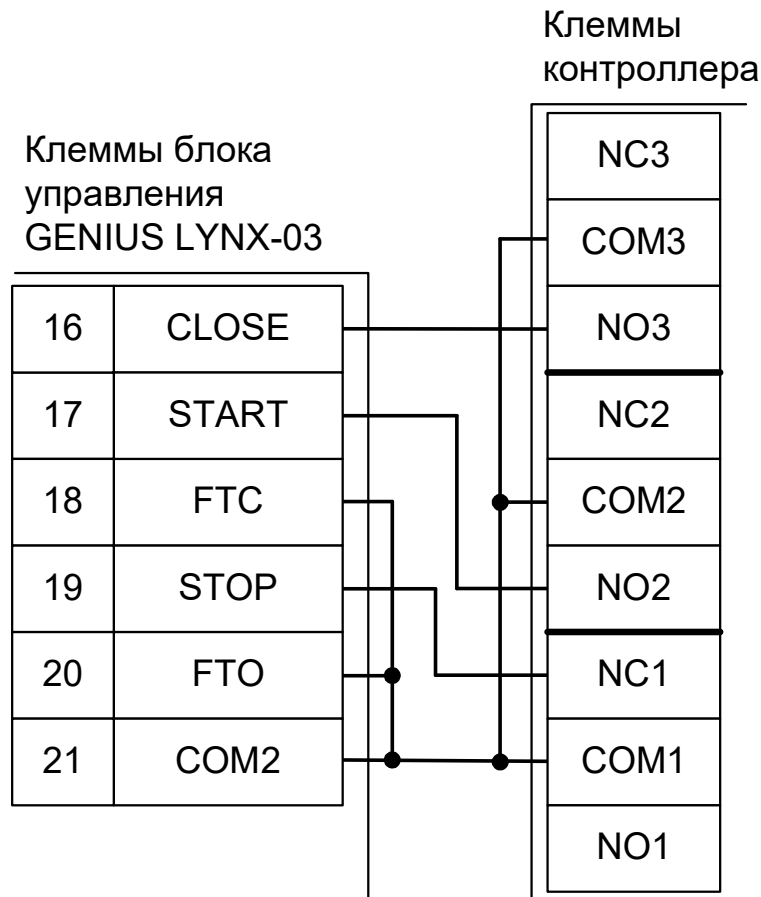 Клеммы
контроллера
Клеммы блока
управления
GENIUS LYNX-03
16 CLOSE
17 START
18 FTC
19 STOP
20 FTO
21 COM2
NC3
COM3
NO3
NC2
COM2
NO2
NC1
COM1
NO1